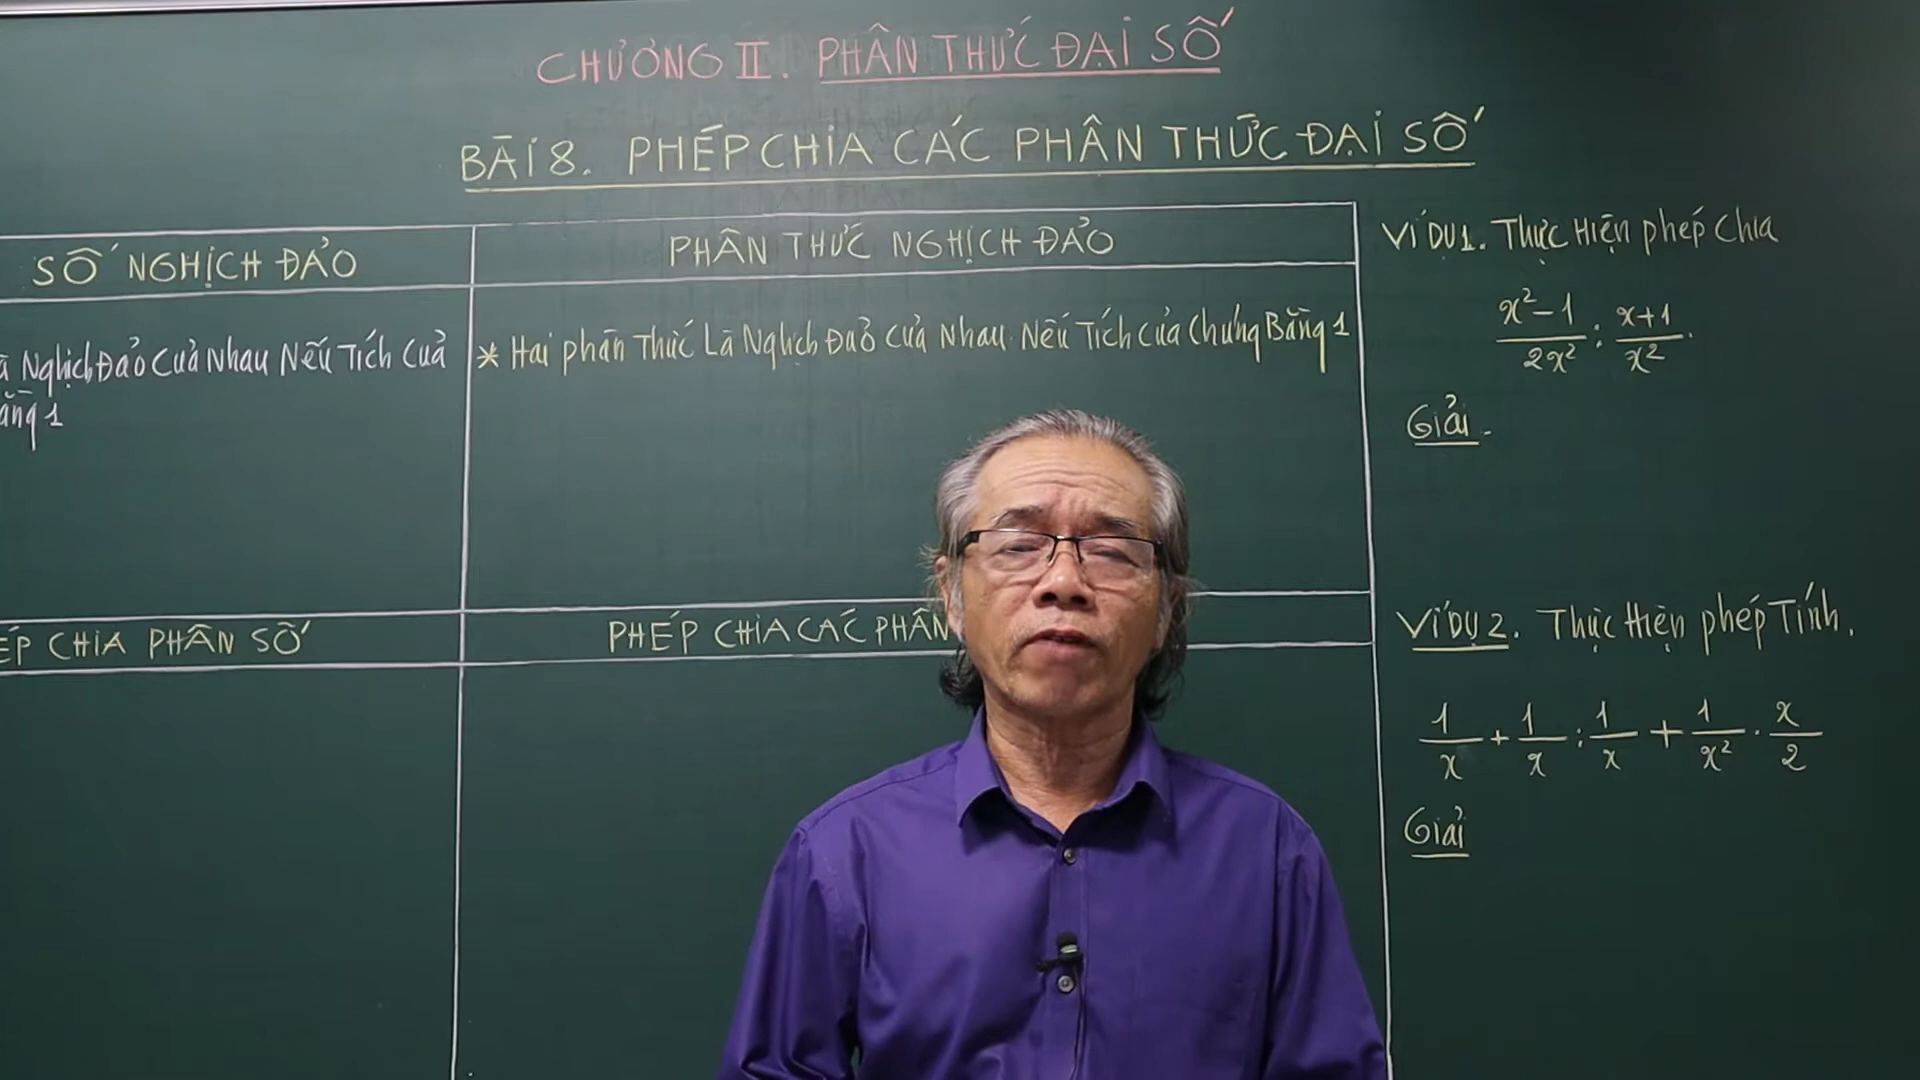 CHƯƠNG II. PHÂN THỨC ĐẠI SỐ
BÀI 8. PHÉP CHIA CÁC PHÂN THỨC ĐẠI SỐ
SỐ NGHỊCH ĐẢO
PHÂN THỨC NGHỊCH ĐẢO
Nghịch Đảo Của Nhau Nếu Tích Của
1
* Hai phân Thức Là Nghịch Đảo Của Nhau Nếu Tích Của Chúng Bằng 1
CHIA PHÂN SỐ
PHÉP CHIA CÁC PHÂN
VÍ DỤ 1. Thực Hiện phép Chia
x² - 1 / 2x² : x + 1 / x² .
Giải.
VÍ DỤ 2. Thực Hiện phép Tính.
1/x + 1/x : 1/x + 1/x² · x/2
Giải